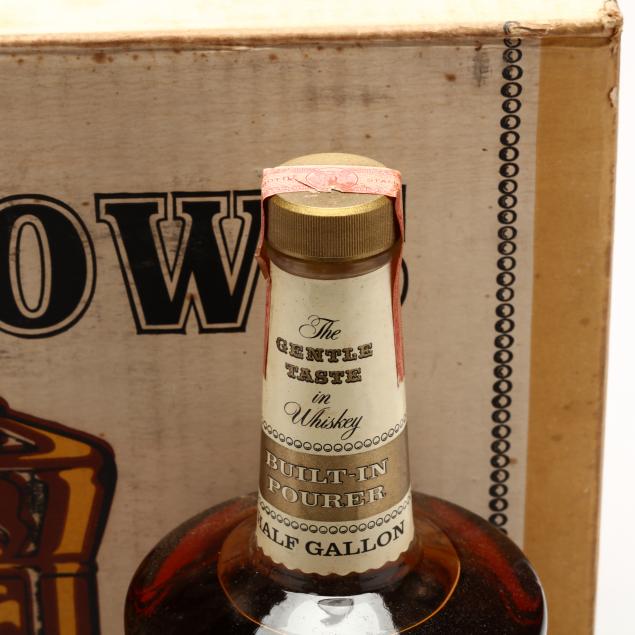 OW
The
GENTLE
TASTE
in
Whiskey
BUILT-IN
POURER
HALF GALLON